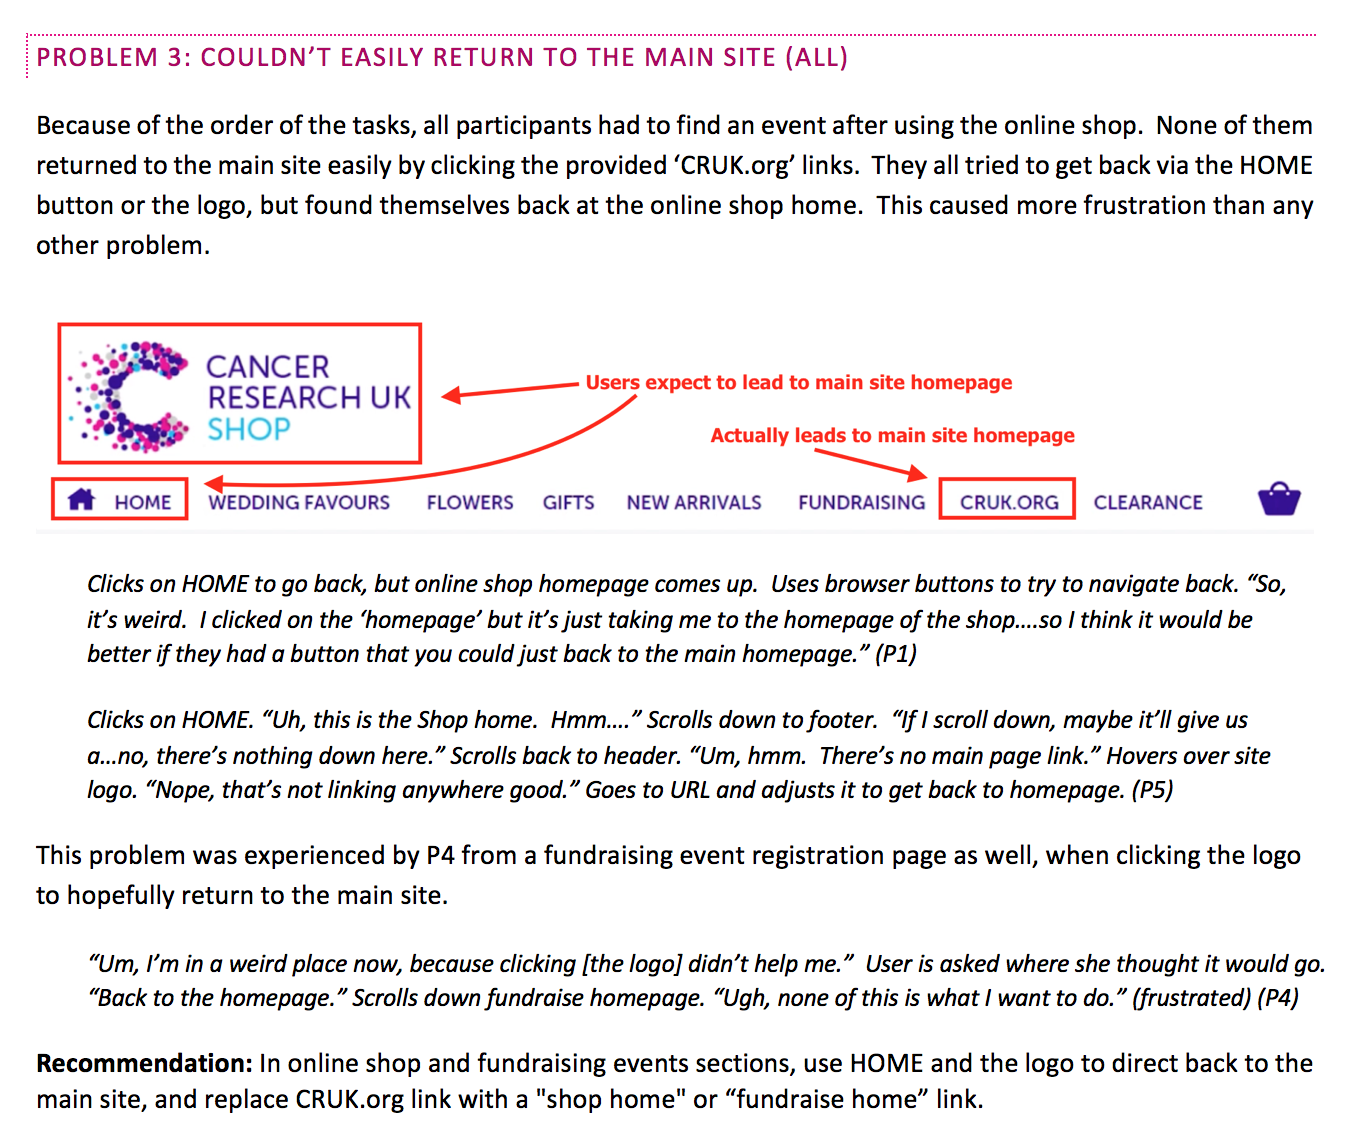 PROBLEM 3: COULDN’T EASILY RETURN TO THE MAIN SITE (ALL)
Because of the order of the tasks, all participants had to find an event after using the online shop.  None of them
returned to the main site easily by clicking the provided ‘CRUK.org’ links.  They all tried to get back via the HOME
button or the logo, but found themselves back at the online shop home.  This caused more frustration than any
other problem.
CANCER
RESEARCH UK
SHOP
Users expect to lead to main site homepage
Actually leads to main site homepage
HOME WEDDING FAVOURS FLOWERS GIFTS NEW ARRIVALS FUNDRAISING CRUK.ORG CLEARANCE
Clicks on HOME to go back, but online shop homepage comes up.  Uses browser buttons to try to navigate back. “So,
it’s weird.  I clicked on the ‘homepage’ but it’s just taking me to the homepage of the shop....so I think it would be
better if they had a button that you could just back to the main homepage.” (P1)
Clicks on HOME. “Uh, this is the Shop home.  Hmm....” Scrolls down to footer.  “If I scroll down, maybe it’ll give us
a...no, there’s nothing down here.” Scrolls back to header. “Um, hmm.  There’s no main page link.” Hovers over site
logo. “Nope, that’s not linking anywhere good.” Goes to URL and adjusts it to get back to homepage. (P5)
This problem was experienced by P4 from a fundraising event registration page as well, when clicking the logo
to hopefully return to the main site.
“Um, I’m in a weird place now, because clicking [the logo] didn’t help me.”  User is asked where she thought it would go.
“Back to the homepage.” Scrolls down fundraise homepage. “Ugh, none of this is what I want to do.” (frustrated) (P4)
Recommendation: In online shop and fundraising events sections, use HOME and the logo to direct back to the
main site, and replace CRUK.org link with a "shop home" or “fundraise home” link.